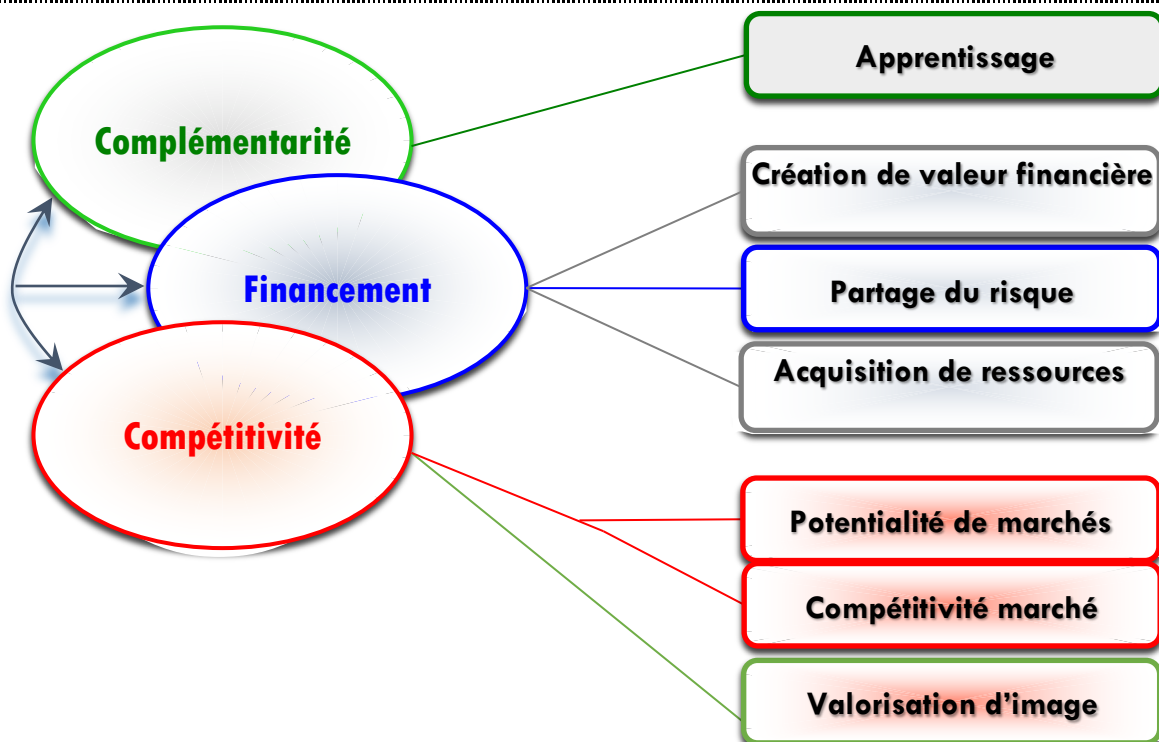 Complémentarité
Financement
Compétitivité
Apprentissage
Création de valeur financière
Partage du risque
Acquisition de ressources
Potentialité de marchés
Compétitivité marché
Valorisation d’image